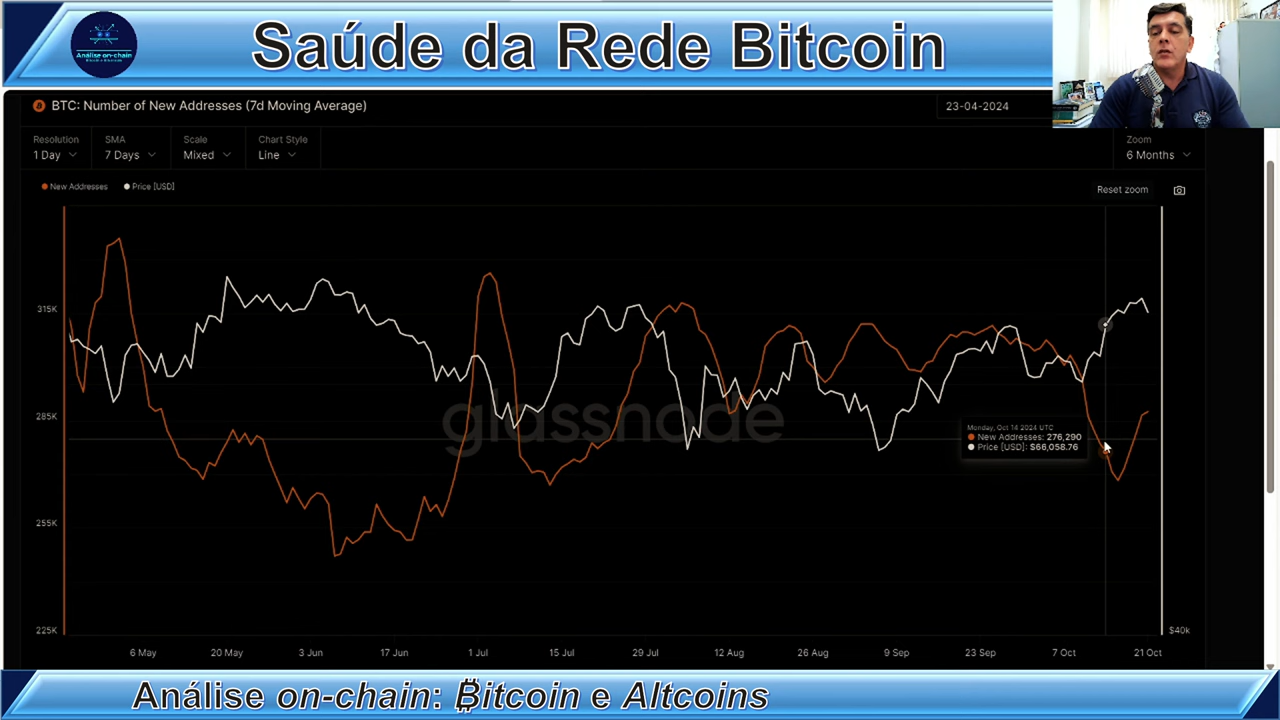 Saúde da Rede Bitcoin
Análise on-chain
BTC: Number of New Addresses (7d Moving Average)
23-04-2024
Resolution
1 Day
SMA
7 Days
Scale
Mixed
Chart Style
Line
Zoom
6 Months
New Addresses
Price [USD]
Reset zoom
315K
285K
255K
225K
glassnode
Monday, Oct 14 2024 UTC
New Addresses: 276,290
Price [USD]: $66,058.76
$40k
6 May
20 May
3 Jun
17 Jun
1 Jul
15 Jul
29 Jul
12 Aug
26 Aug
9 Sep
23 Sep
7 Oct
21 Oct
Análise on-chain: ₿itcoin e Altcoins